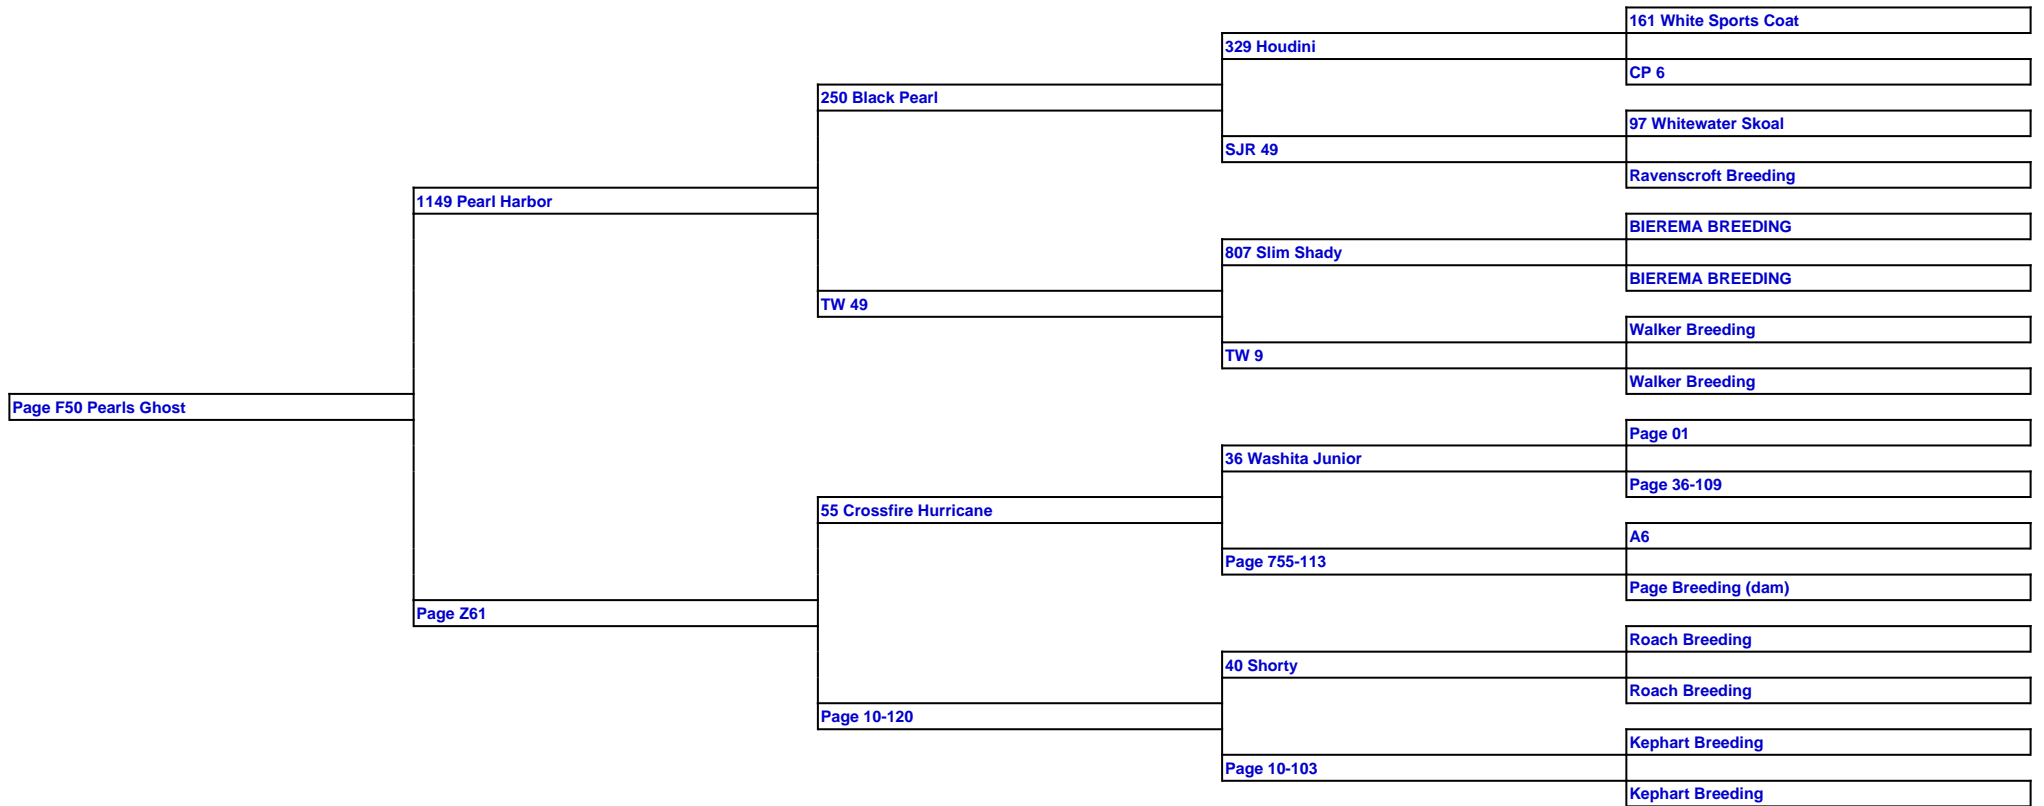 161 White Sports Coat
329 Houdini
CP 6
250 Black Pearl
97 Whitewater Skoal
SJR 49
Ravenscroft Breeding
1149 Pearl Harbor
BIEREMA BREEDING
807 Slim Shady
BIEREMA BREEDING
TW 49
Walker Breeding
TW 9
Walker Breeding
Page F50 Pearls Ghost
Page 01
36 Washita Junior
Page 36-109
55 Crossfire Hurricane
A6
Page 755-113
Page Breeding (dam)
Page Z61
Roach Breeding
40 Shorty
Roach Breeding
Page 10-120
Kephart Breeding
Page 10-103
Kephart Breeding